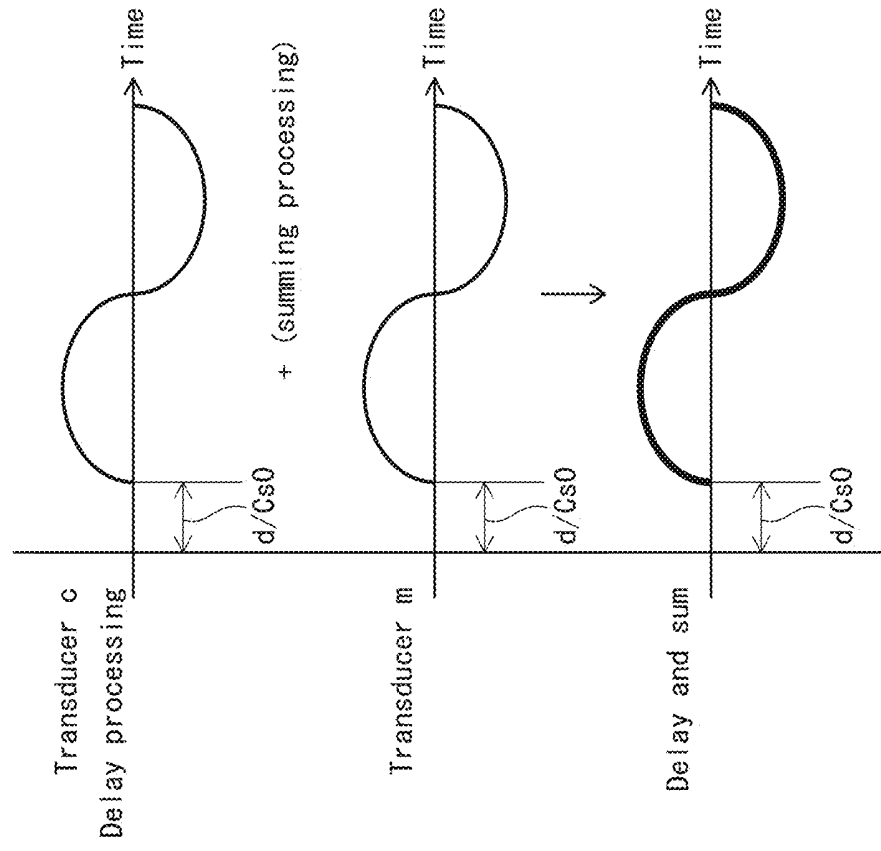 Transducer c
Delay processing
Time
d/Cs0
+ (summing processing)
Transducer m
Time
d/Cs0
Delay and sum
Time
d/Cs0